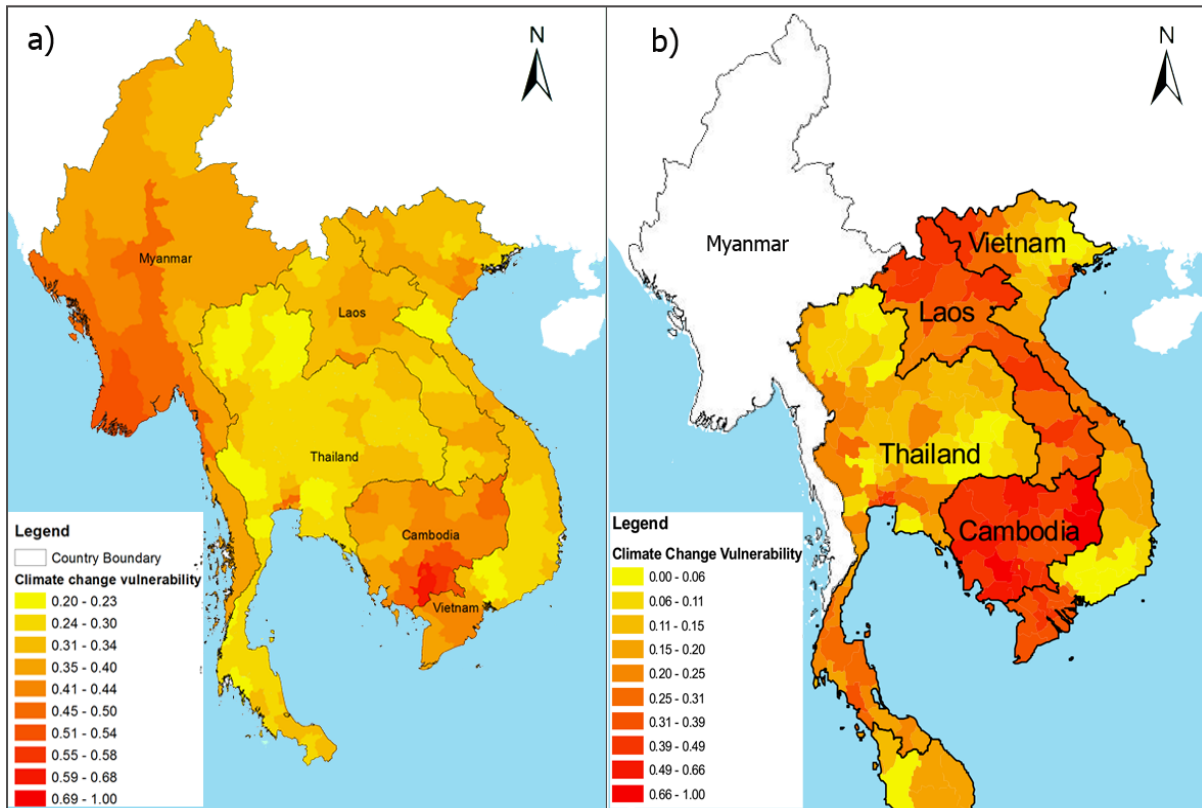 a)
N
Myanmar
Laos
Thailand
Cambodia
Vietnam
Legend
Country Boundary
Climate change vulnerability
0.20 - 0.23
0.24 - 0.30
0.31 - 0.34
0.35 - 0.40
0.41 - 0.44
0.45 - 0.50
0.51 - 0.54
0.55 - 0.58
0.59 - 0.68
0.69 - 1.00
b)
N
Myanmar
Vietnam
Laos
Thailand
Cambodia
Legend
Climate Change Vulnerability
0.00 - 0.06
0.06 - 0.11
0.11 - 0.15
0.15 - 0.20
0.20 - 0.25
0.25 - 0.31
0.31 - 0.39
0.39 - 0.49
0.49 - 0.66
0.66 - 1.00